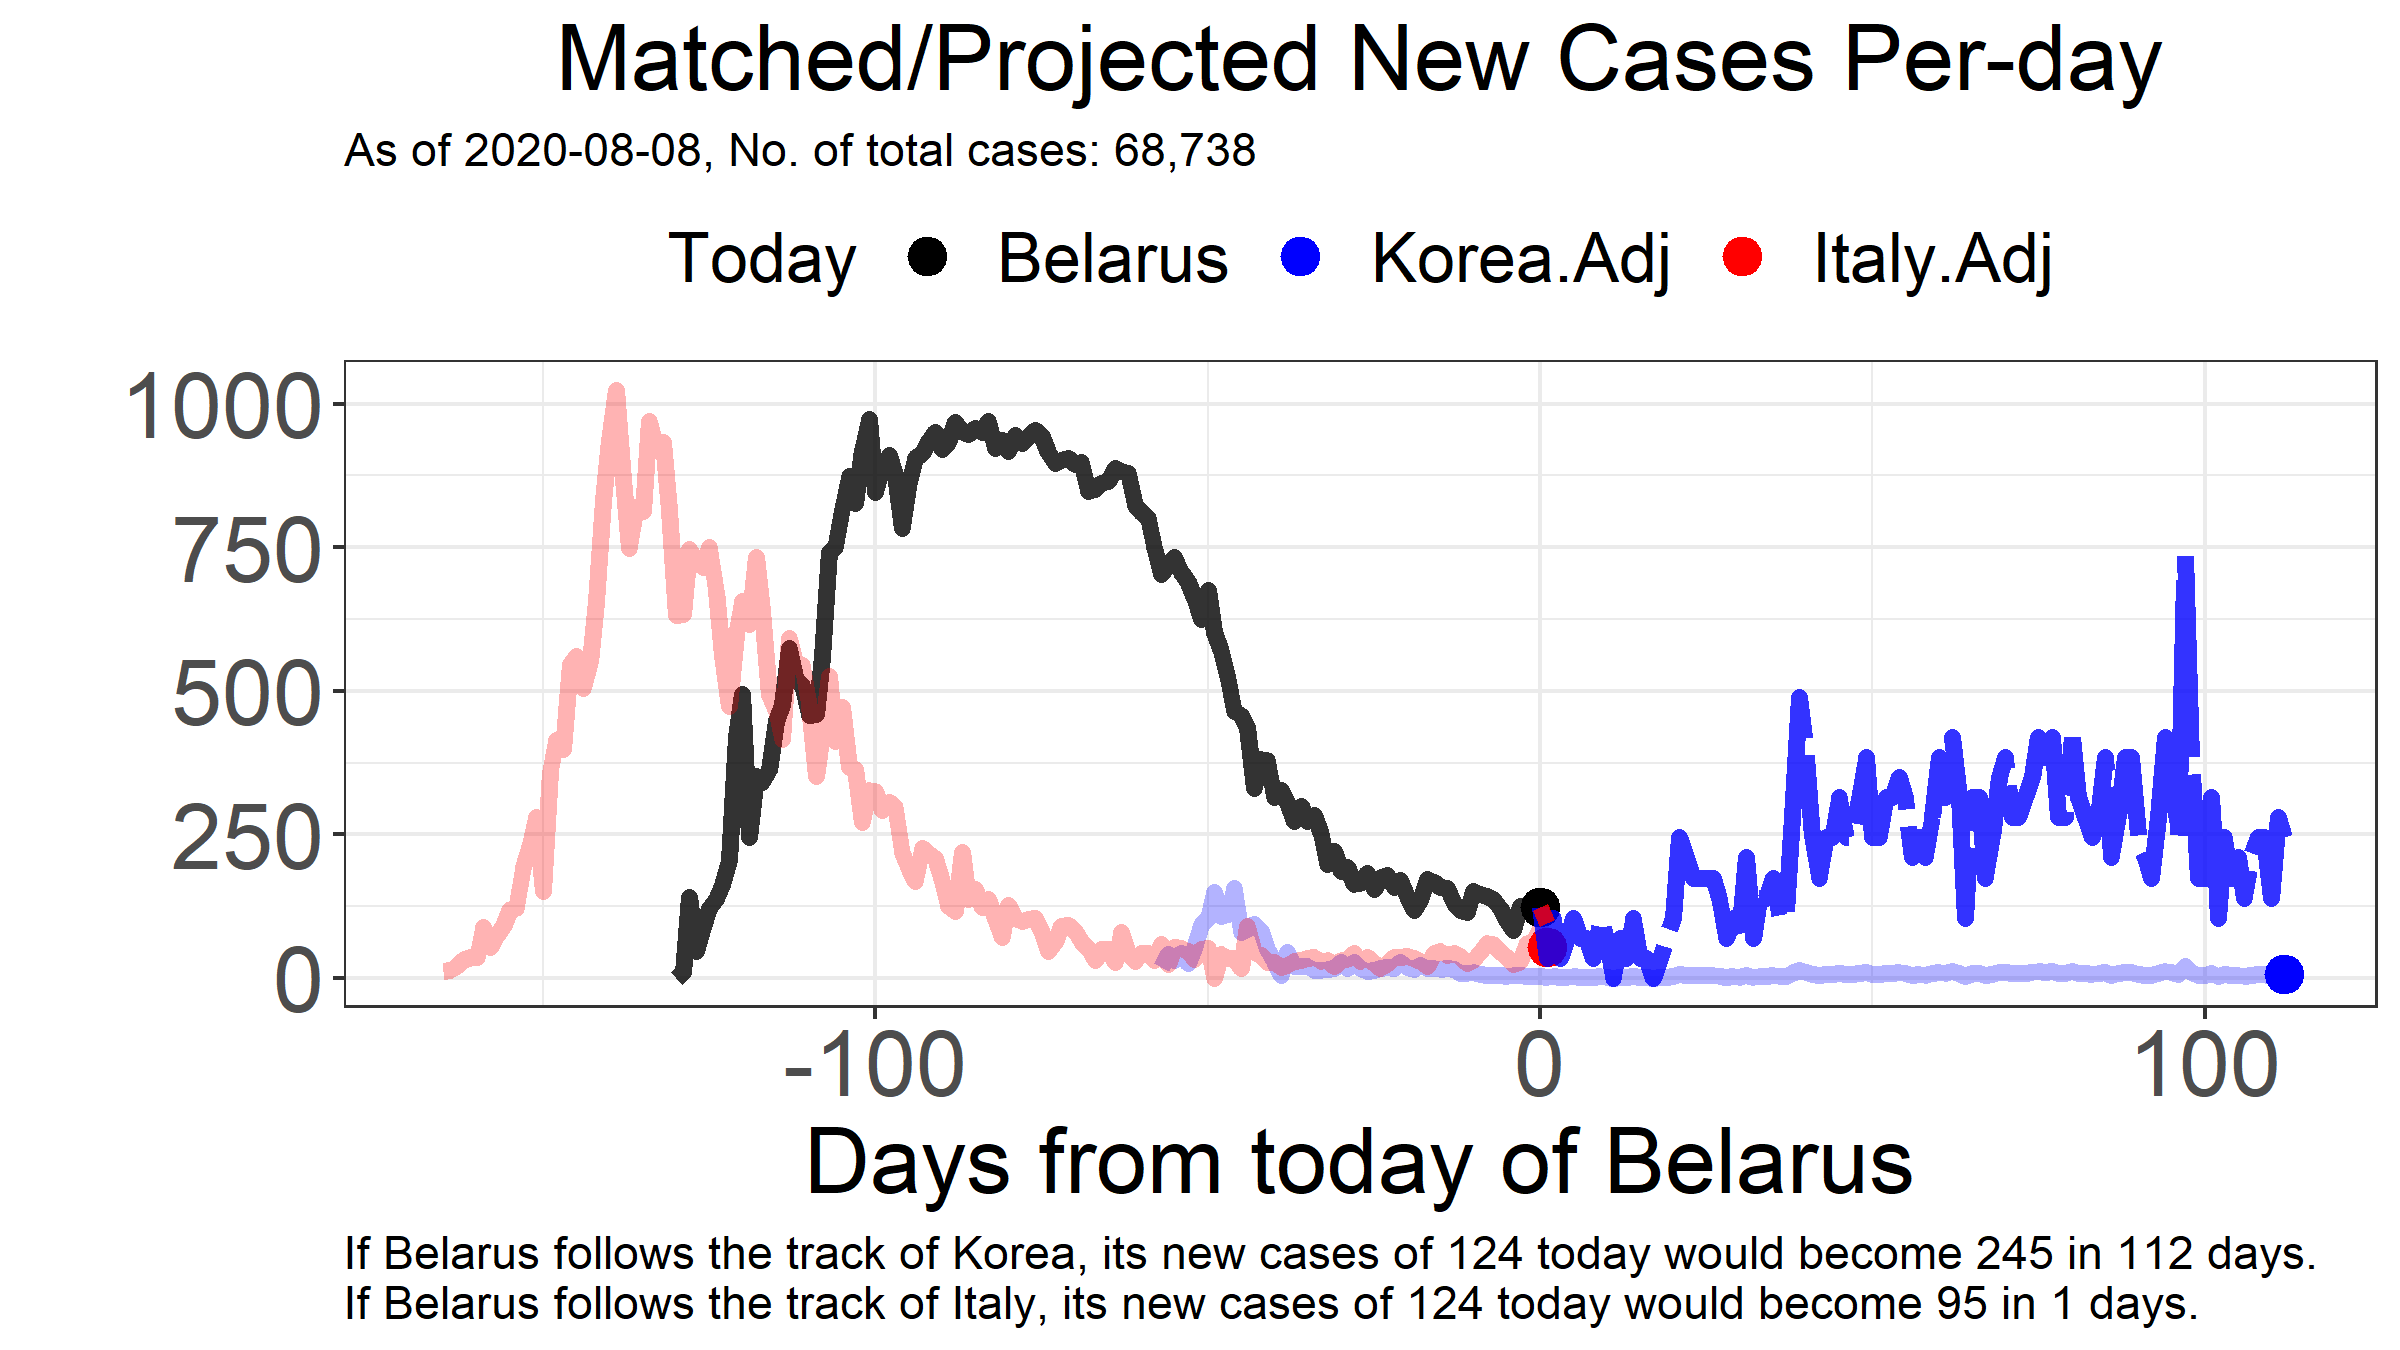 Matched/Projected New Cases Per-day
As of 2020-08-08, No. of total cases: 68,738
Today Belarus Korea.Adj Italy.Adj
1000
750
500
250
0
-100 0 100
Days from today of Belarus
If Belarus follows the track of Korea, its new cases of 124 today would become 245 in 112 days.
If Belarus follows the track of Italy, its new cases of 124 today would become 95 in 1 days.